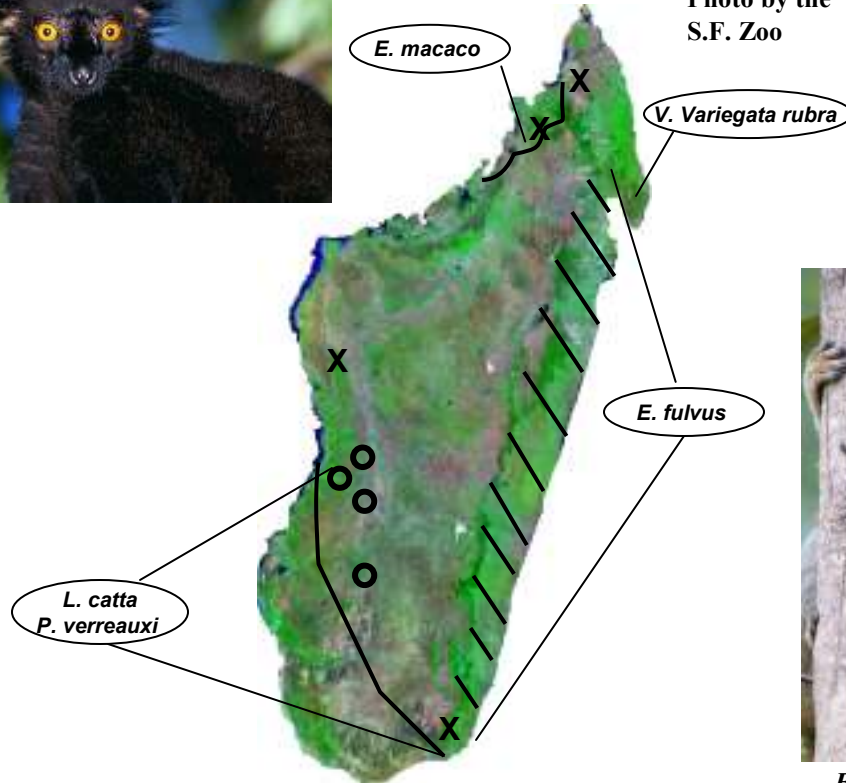 Photo by the
S.F. Zoo
E. macaco
X
X
V. Variegata rubra
X
E. fulvus
L. catta
P. verreauxi
X